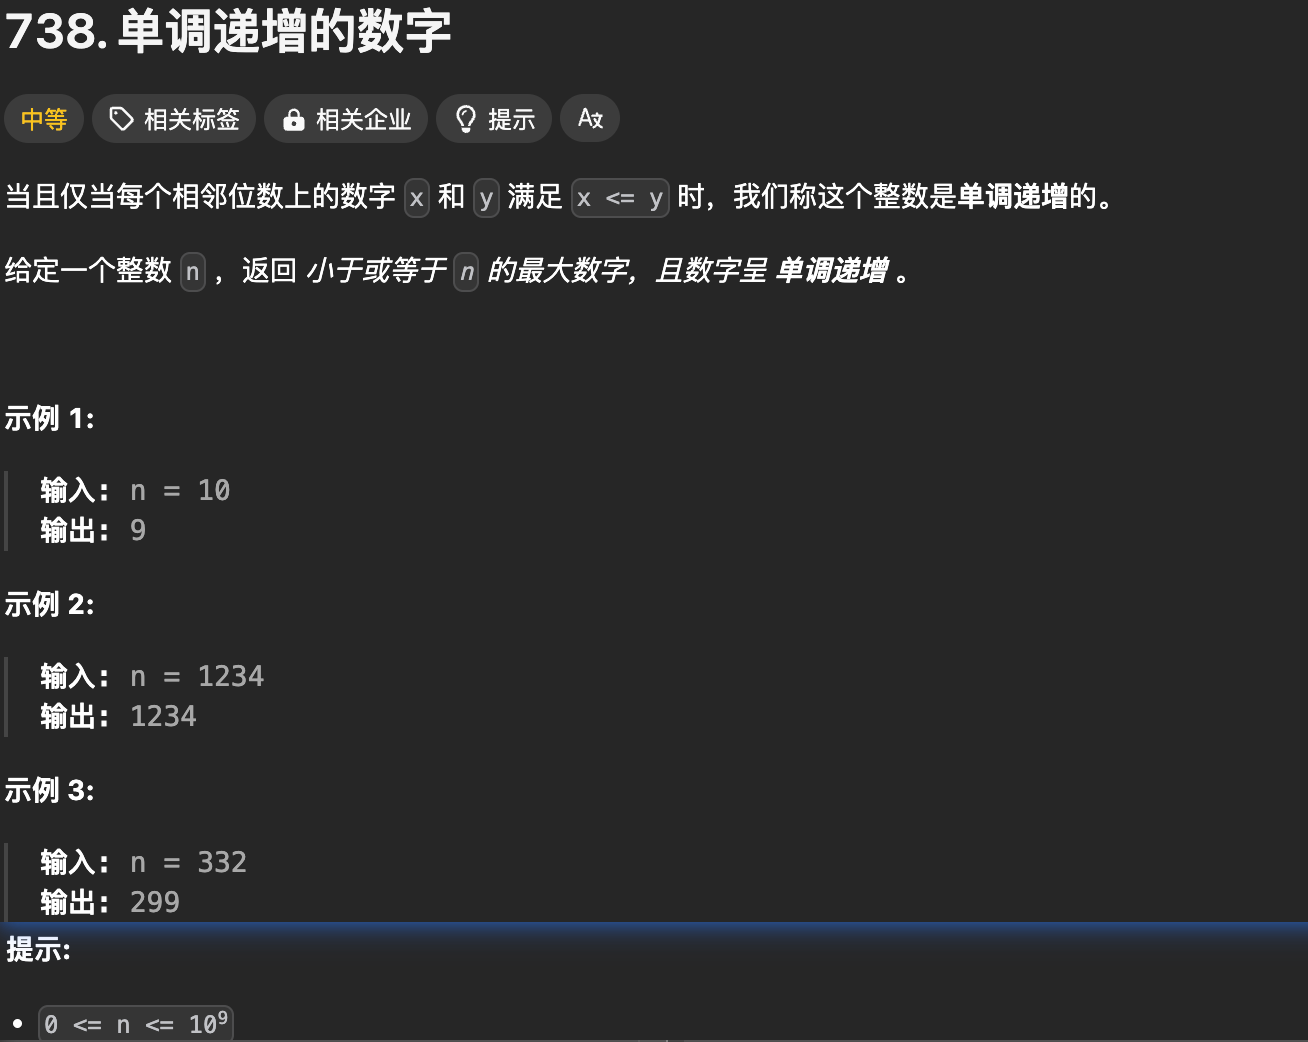 738. 单调递增的数字
中等 相关标签 相关企业 提示 A文
当且仅当每个相邻位数上的数字 x 和 y 满足 x <= y 时，我们称这个整数是单调递增的。
给定一个整数 n ，返回 小于或等于 n 的最大数字，且数字呈 单调递增 。
示例 1:
输入: n = 10
输出: 9
示例 2:
输入: n = 1234
输出: 1234
示例 3:
输入: n = 332
输出: 299
提示:
• 0 <= n <= 10⁹